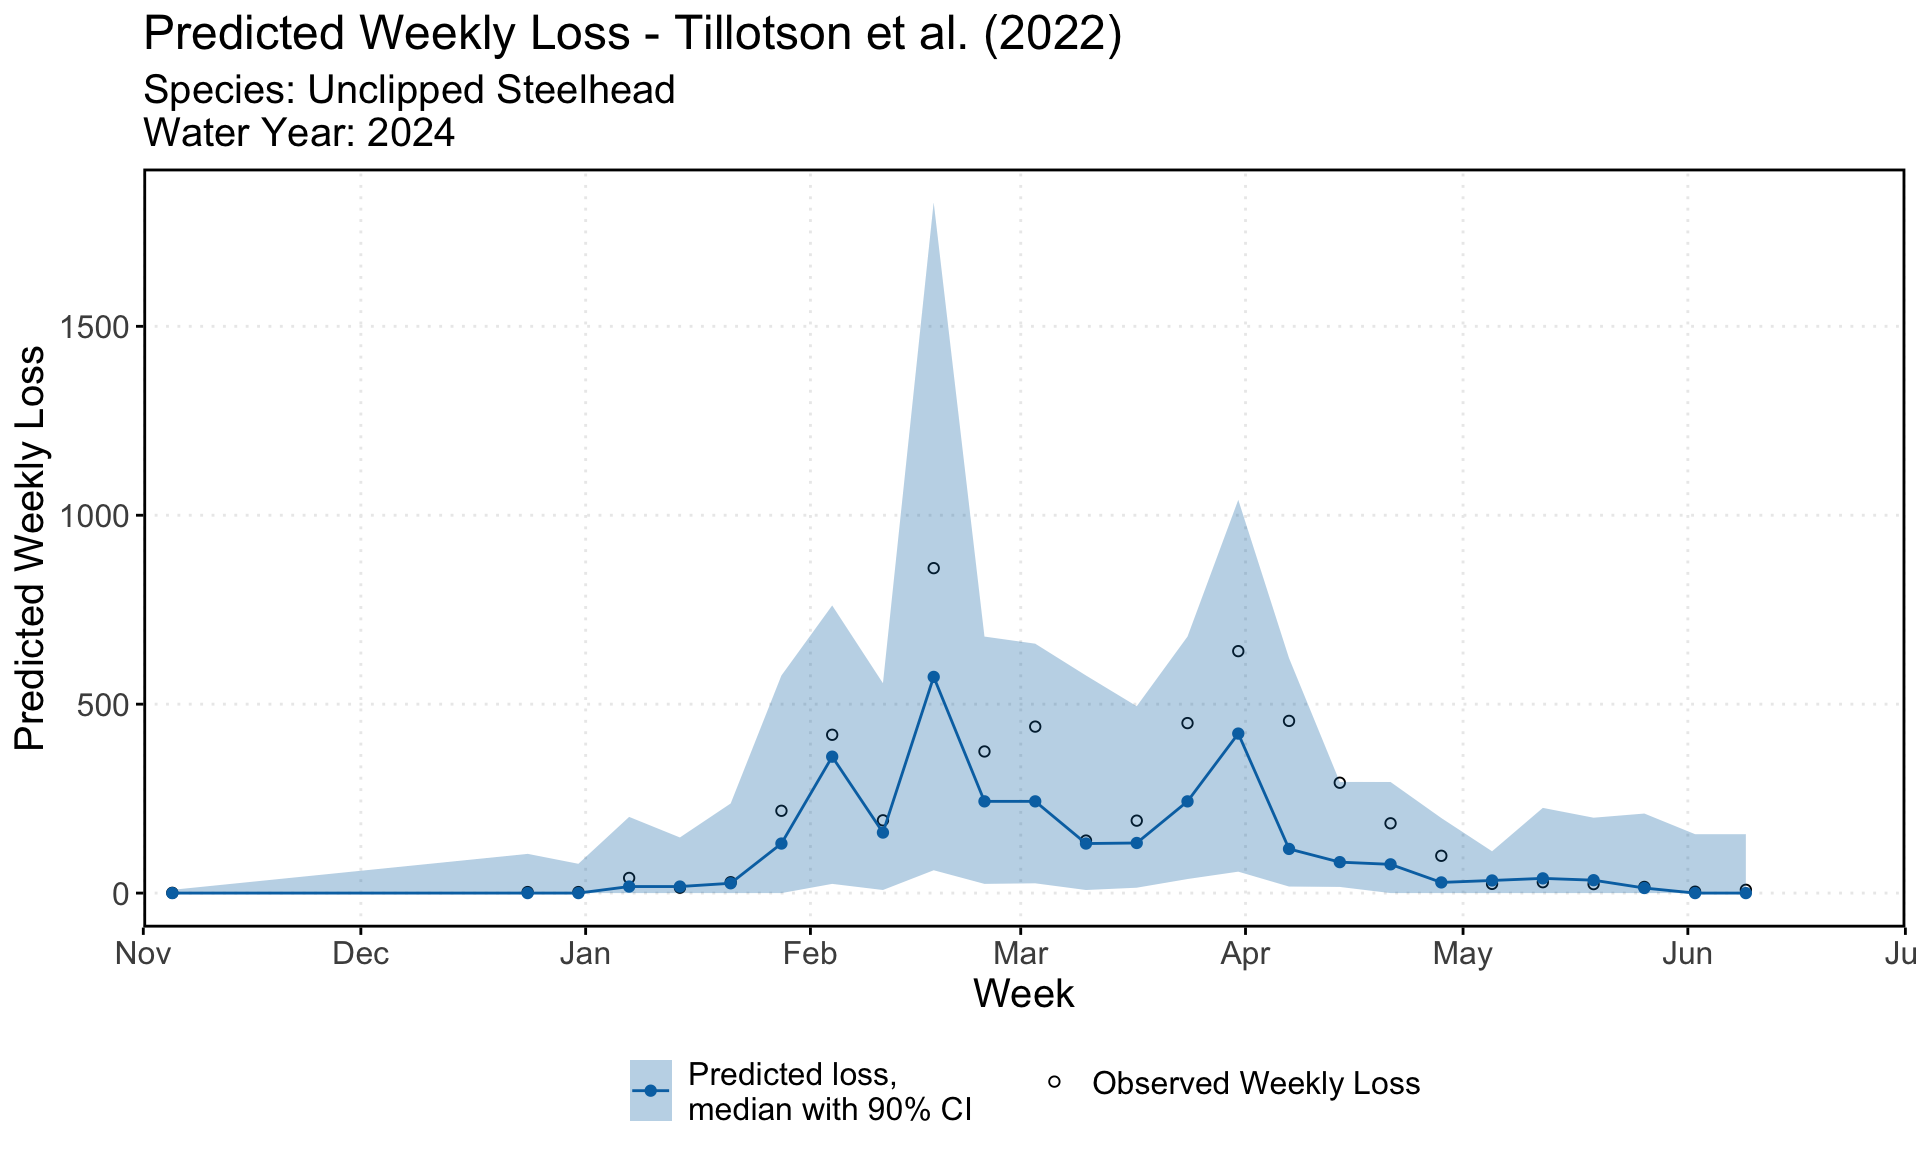 Predicted Weekly Loss - Tillotson et al. (2022)
Species: Unclipped Steelhead
Water Year: 2024
Predicted Weekly Loss
1500
1000
500
0
Nov Dec Jan Feb Mar Apr May Jun Ju
Week
Predicted loss,
median with 90% CI
Observed Weekly Loss